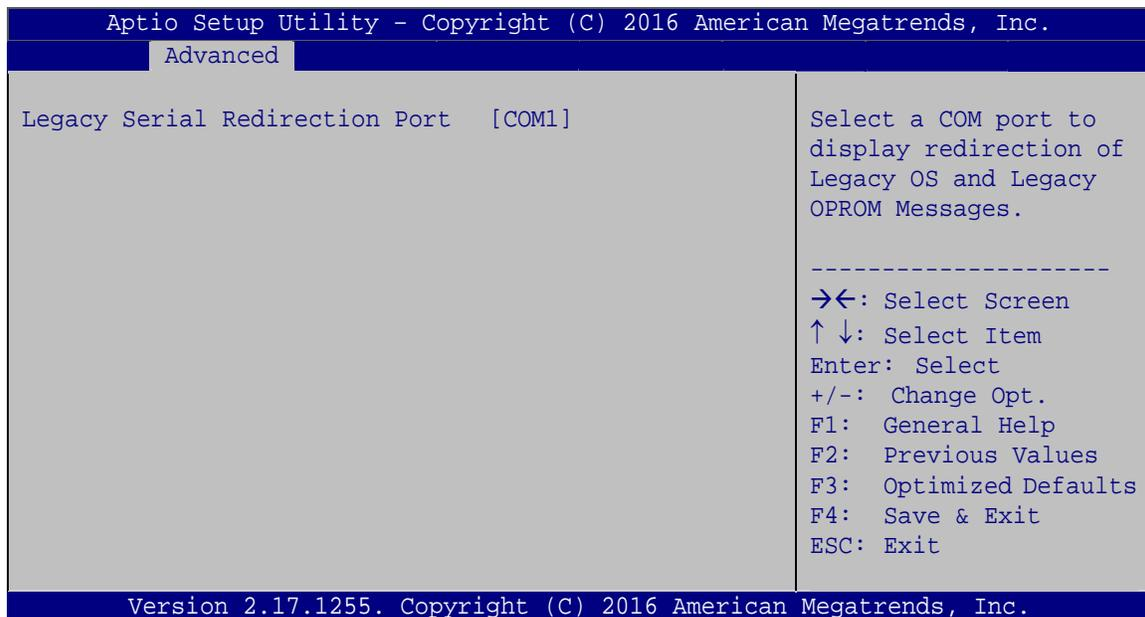 Aptio Setup Utility – Copyright (C) 2016 American Megatrends, Inc.
Advanced
Legacy Serial Redirection Port [COM1]
Select a COM port to
display redirection of
Legacy OS and Legacy
OPROM Messages.
---------------------
→←: Select Screen
↑ ↓: Select Item
Enter: Select
+/-: Change Opt.
F1: General Help
F2: Previous Values
F3: Optimized Defaults
F4: Save & Exit
ESC: Exit
Version 2.17.1255. Copyright (C) 2016 American Megatrends, Inc.